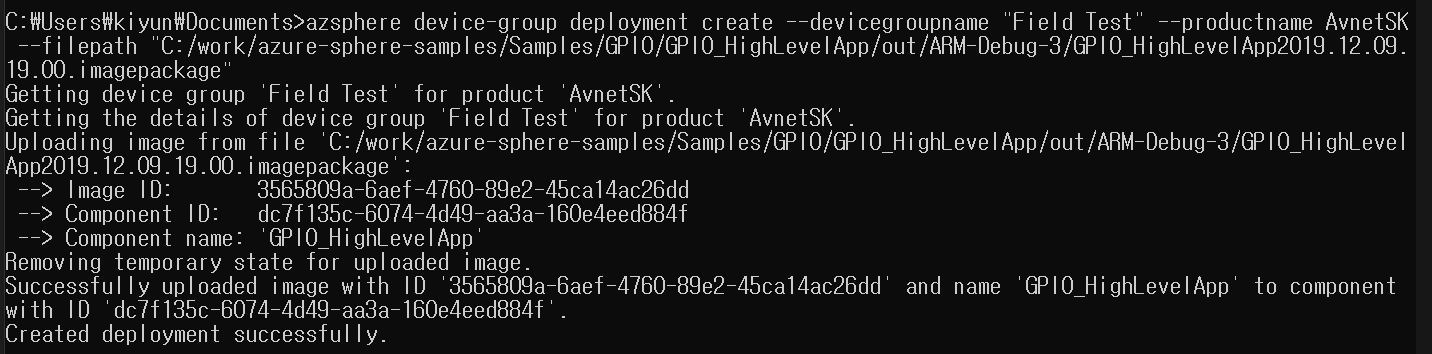 C:₩Users₩kiyun₩Documents>azsphere device-group deployment create --devicegroupname "Field Test" --productname AvnetSK
--filepath "C:/work/azure-sphere-samples/Samples/GPIO/GPIO_HighLevelApp/out/ARM-Debug-3/GPIO_HighLevelApp2019.12.09.
19.00.imagepackage"
Getting device group 'Field Test' for product 'AvnetSK'.
Getting the details of device group 'Field Test' for product 'AvnetSK'.
Uploading image from file 'C:/work/azure-sphere-samples/Samples/GPIO/GPIO_HighLevelApp/out/ARM-Debug-3/GPIO_HighLevel
App2019.12.09.19.00.imagepackage':
--> Image ID: 3565809a-6aef-4760-89e2-45ca14ac26dd
--> Component ID: dc7f135c-6074-4d49-aa3a-160e4eed884f
--> Component name: 'GPIO_HighLevelApp'
Removing temporary state for uploaded image.
Successfully uploaded image with ID '3565809a-6aef-4760-89e2-45ca14ac26dd' and name 'GPIO_HighLevelApp' to component
with ID 'dc7f135c-6074-4d49-aa3a-160e4eed884f'.
Created deployment successfully.